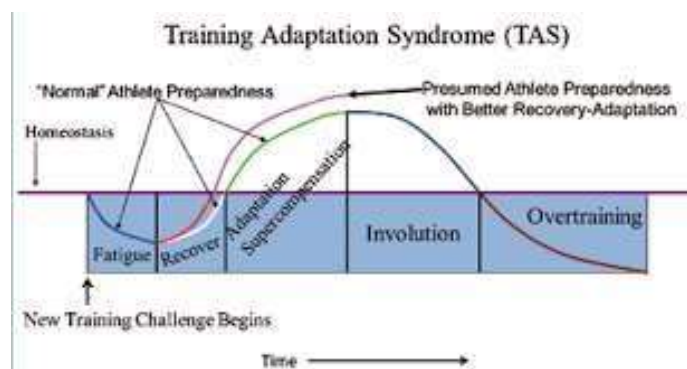 Training Adaptation Syndrome (TAS)
"Normal" Athlete Preparedness
Presumed Athlete Preparedness
with Better Recovery-Adaptation
Homeostasis
Fatigue
Recover
Adaptation
Supercompensation
Involution
Overtraining
New Training Challenge Begins
Time